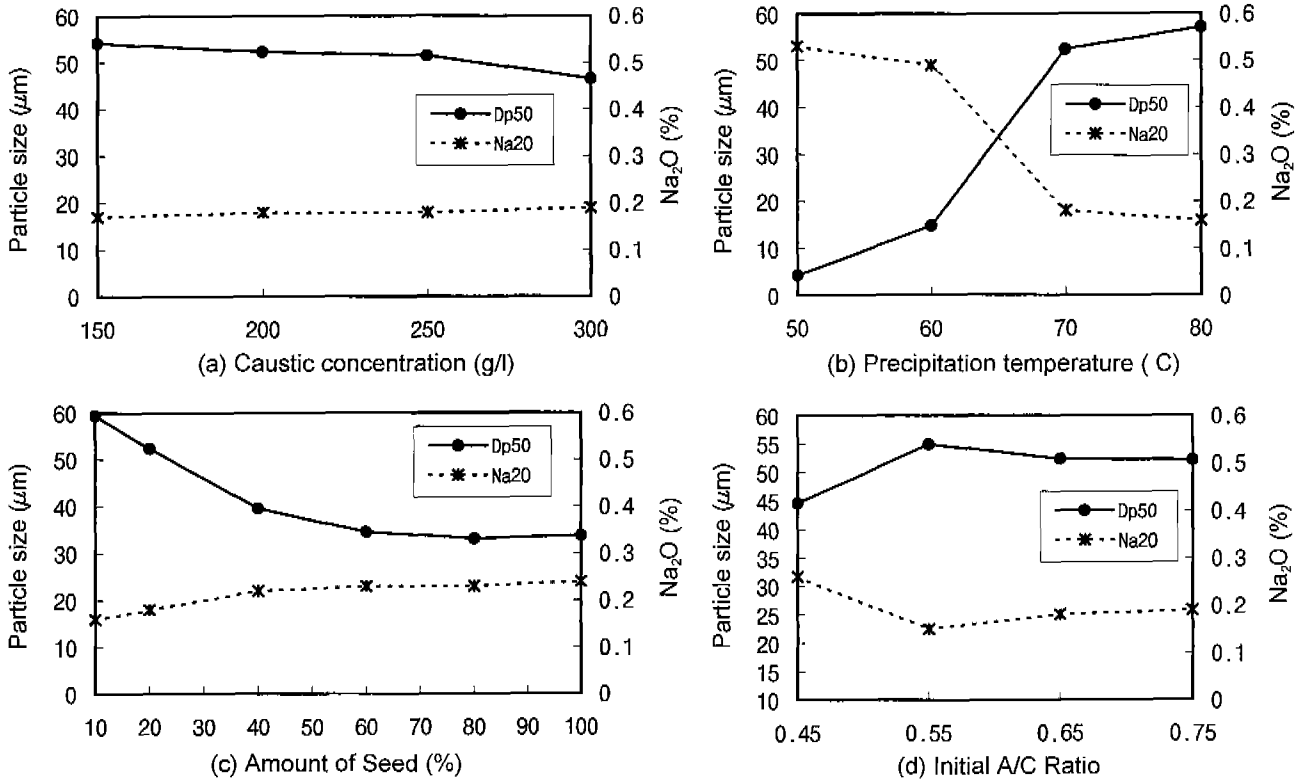 60
50
40
30
20
10
0
Particle size (μm)
0.6
0.5
0.4
0.3
0.2
0.1
0
Na₂O (%)
Dp50
Na20
150 200 250 300
(a) Caustic concentration (g/l)
60
50
40
30
20
10
0
Particle size (μm)
0.6
0.5
0.4
0.3
0.2
0.1
0
Na₂O (%)
Dp50
Na20
50 60 70 80
(b) Precipitation temperature ( C)
60
50
40
30
20
10
0
Particle size (μm)
0.6
0.5
0.4
0.3
0.2
0.1
0
Na₂O (%)
Dp50
Na20
10 20 30 40 50 60 70 80 90 100
(c) Amount of Seed (%)
60
55
50
45
40
35
30
25
20
15
10
Particle size (μm)
0.6
0.5
0.4
0.3
0.2
0.1
0
Na₂O (%)
Dp50
Na20
0.45 0.55 0.65 0.75
(d) Initial A/C Ratio